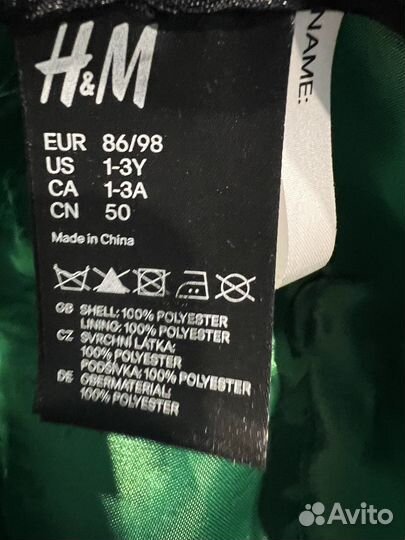 H&M
NAME:
EUR 86/98
US 1-3Y
CA 1-3A
CN 50
Made in China
GB SHELL: 100% POLYESTER
LINING: 100% POLYESTER
CZ SVRCHNÍ LÁTKA:
100% POLYESTER
PODŠÍVKA: 100% POLYESTER
DE OBERMATERIAL:
100% POLYESTER
Avito